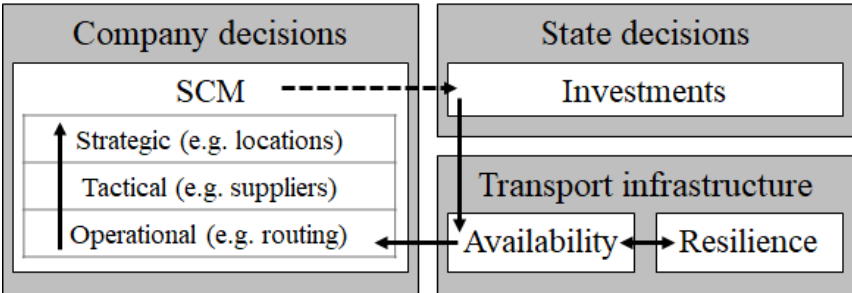 Company decisions
SCM
Strategic (e.g. locations)
Tactical (e.g. suppliers)
Operational (e.g. routing)
State decisions
Investments
Transport infrastructure
Availability
Resilience